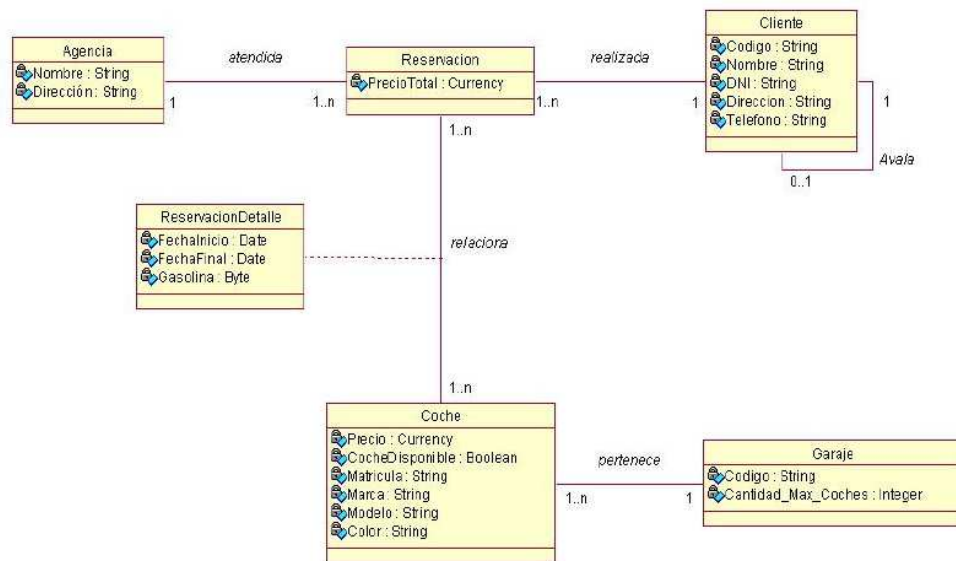 Agencia
Nombre : String
Dirección : String
atendida
1
1..n
Reservacion
PrecioTotal : Currency
realizada
1..n
1
Cliente
Codigo : String
Nombre : String
DNI : String
Direccion : String
Telefono : String
1
0..1
Avala
1..n
ReservacionDetalle
FechaInicio : Date
FechaFinal : Date
Gasolina : Byte
relaciona
1..n
Coche
Precio : Currency
CocheDisponible : Boolean
Matricula : String
Marca : String
Modelo : String
Color : String
pertenece
1..n
1
Garaje
Codigo : String
Cantidad_Max_Coches : Integer